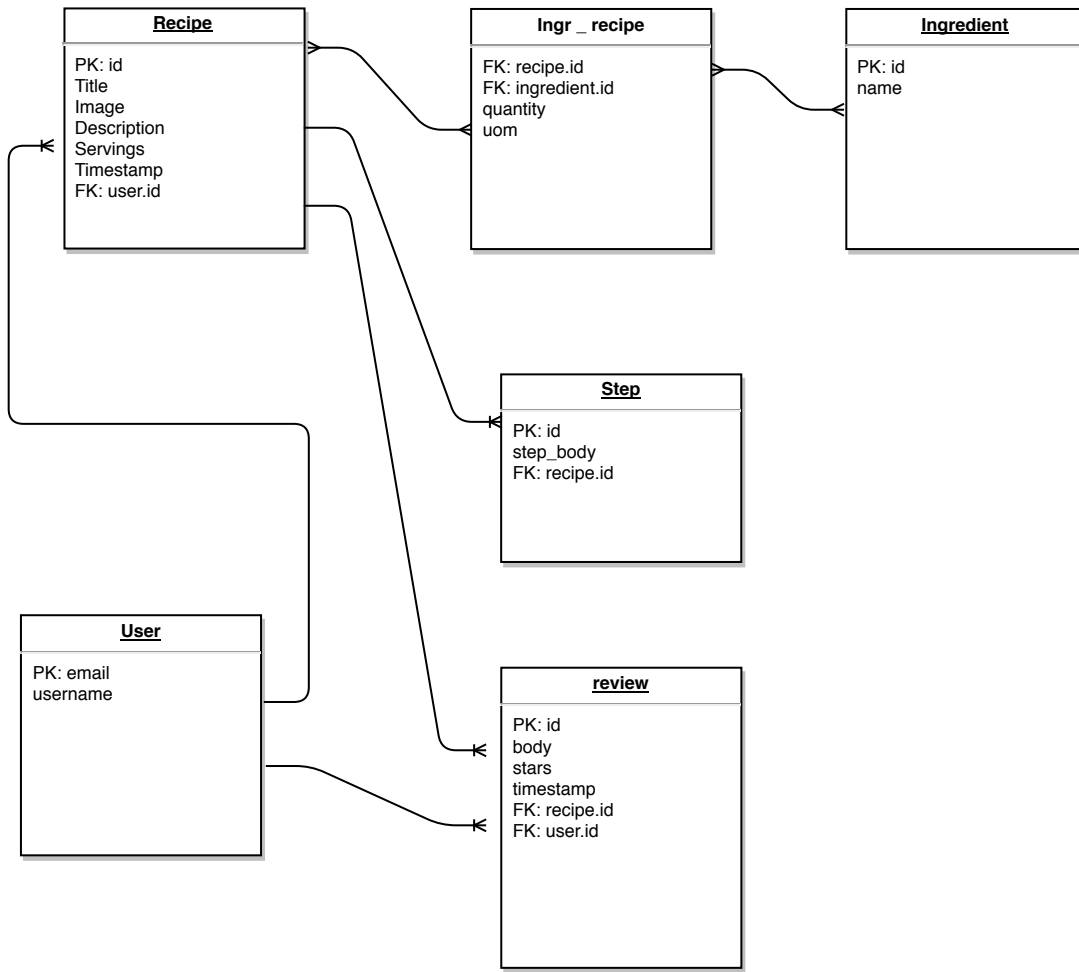 Recipe
PK: id
Title
Image
Description
Servings
Timestamp
FK: user.id
Ingr _ recipe
FK: recipe.id
FK: ingredient.id
quantity
uom
Ingredient
PK: id
name
Step
PK: id
step_body
FK: recipe.id
User
PK: email
username
review
PK: id
body
stars
timestamp
FK: recipe.id
FK: user.id